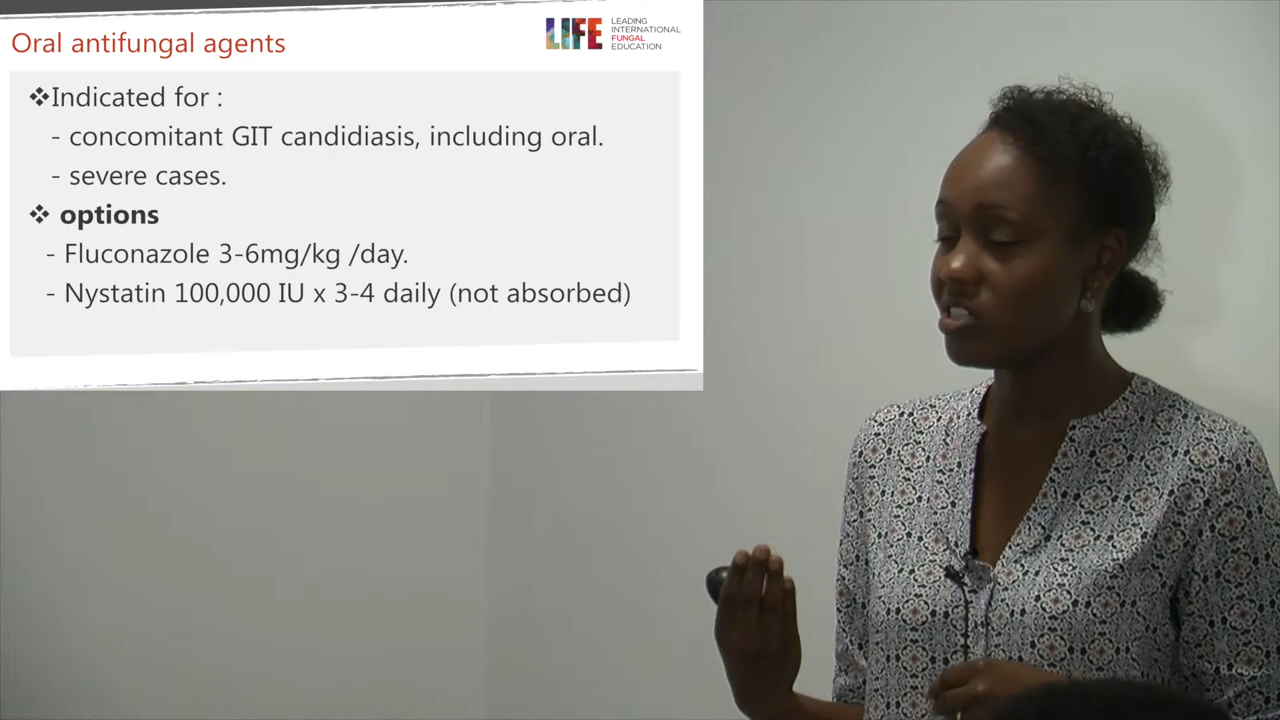 Oral antifungal agents
LIFE
LEADING
INTERNATIONAL
FUNGAL
EDUCATION
❖Indicated for :
- concomitant GIT candidiasis, including oral.
- severe cases.
❖ options
- Fluconazole 3-6mg/kg /day.
- Nystatin 100,000 IU x 3-4 daily (not absorbed)